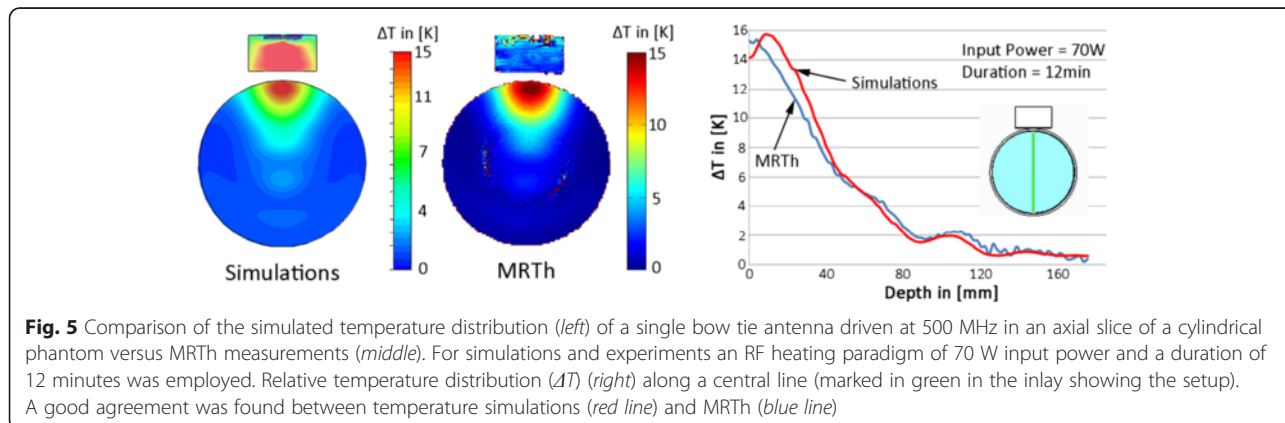 ΔT in [K]
15
11
7
4
0
Simulations
ΔT in [K]
15
10
5
0
MRTh
16
14
12
10
8
6
4
2
0
ΔT in [K]
0
40
80
120
160
Depth in [mm]
Input Power = 70W
Duration = 12min
Simulations
MRTh
Fig. 5 Comparison of the simulated temperature distribution (left) of a single bow tie antenna driven at 500 MHz in an axial slice of a cylindrical
phantom versus MRTh measurements (middle). For simulations and experiments an RF heating paradigm of 70 W input power and a duration of
12 minutes was employed. Relative temperature distribution (ΔT) (right) along a central line (marked in green in the inlay showing the setup).
A good agreement was found between temperature simulations (red line) and MRTh (blue line)